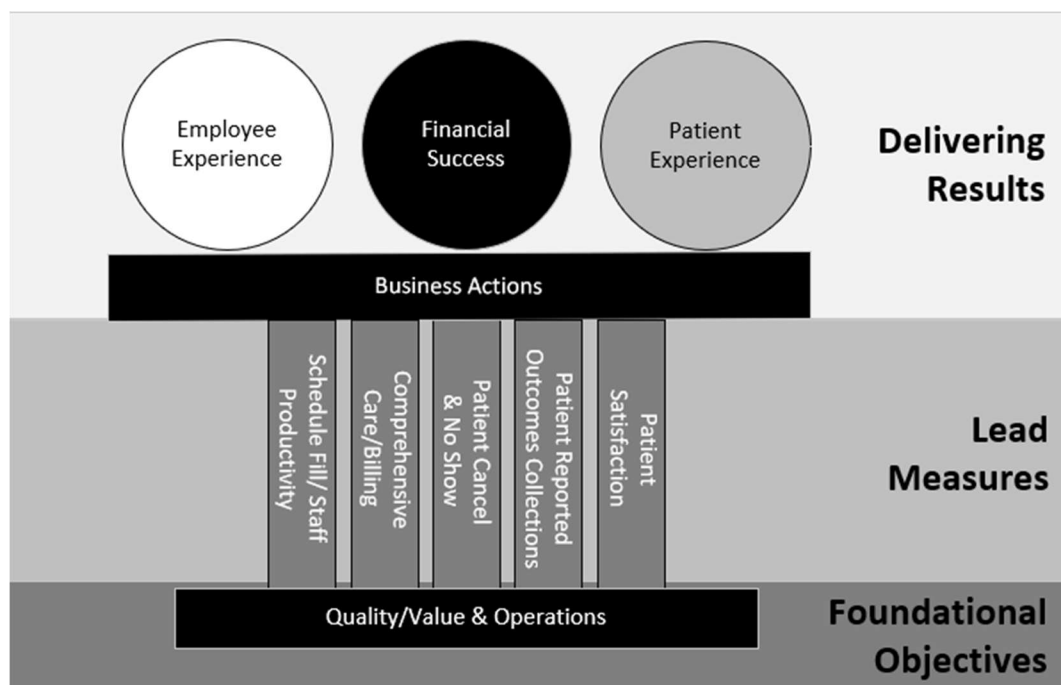 Employee
Experience
Financial
Success
Patient
Experience
Delivering
Results
Business Actions
Schedule Fill/ Staff
Productivity
Comprehensive
Care/Billing
Patient Cancel
& No Show
Patient Reported
Outcomes Collections
Patient
Satisfaction
Lead
Measures
Quality/Value & Operations
Foundational
Objectives